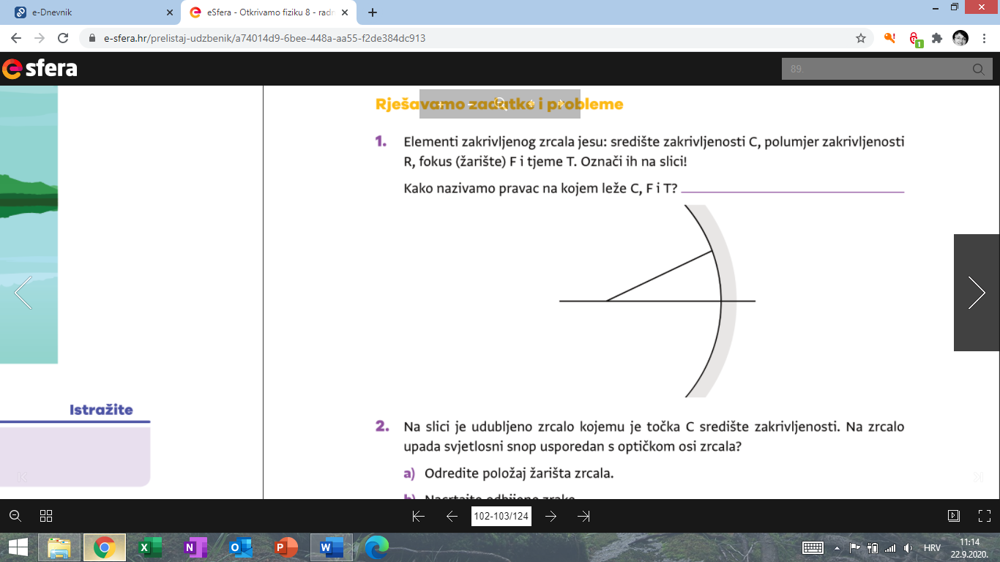 e-Dnevnik
eSfera - Otkrivamo fiziku 8 - radn
e-sfera.hr/prelistaj-udzbenik/a74014d9-6bee-448a-aa55-f2de384dc913
1
e sfera
89.
Rješavamo zadatke i probleme
1. Elementi zakrivljenog zrcala jesu: središte zakrivljenosti C, polumjer zakrivljenosti
R, fokus (žarište) F i tjeme T. Označi ih na slici!
Kako nazivamo pravac na kojem leže C, F i T?
Istražite
2. Na slici je udubljeno zrcalo kojemu je točka C središte zakrivljenosti. Na zrcalo
upada svjetlosni snop usporedan s optičkom osi zrcala?
a) Odredite položaj žarišta zrcala.
b) Nacrtajte odbijene zrake
102-103/124
HRV
11:14
22.9.2020.